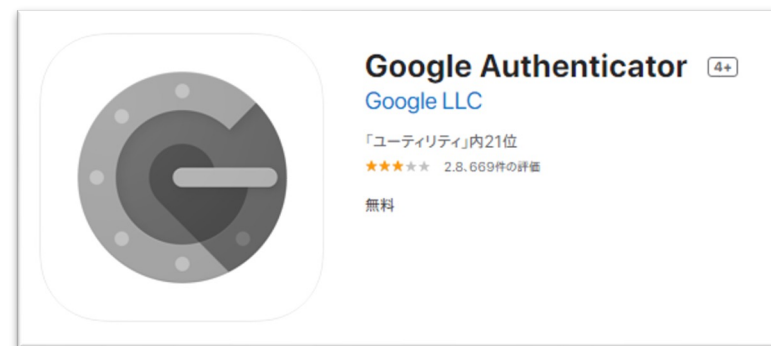 Google Authenticator 4+
Google LLC
「ユーティリティ」内21位
★★★★★ 2.8、669件の評価
無料